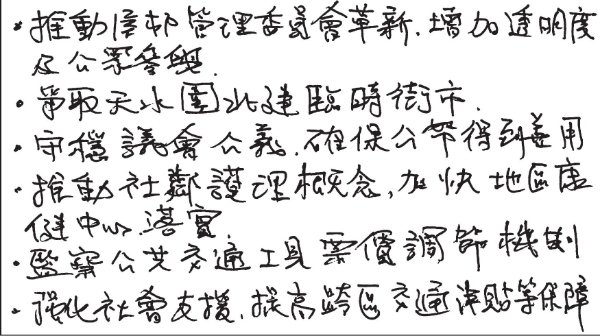 • 推動屋邨管理委員會革新,增加透明度
及公眾參與.
• 爭取天水圍北建臨時街市.
• 守穩議會公義,確保公帑得到善用
• 推動社鄰護理概念,加快地區康
健中心落實.
• 監察公共交通工具票價調節機制
• 強化社會支援,提高跨區交通津貼等保障